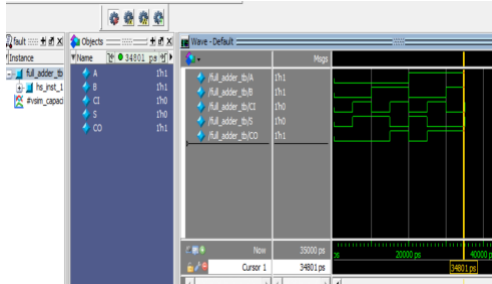 fault
Objects
Wave - Default
Instance
Name
34801 ps
Msgs
full_adder_tb
hs_inst_1
#vsim_capaci
A 1'h1
B 1'h1
CI 1'h0
S 1'h0
CO 1'h1
/full_adder_tb/A 1'h1
/full_adder_tb/B 1'h1
/full_adder_tb/CI 1'h0
/full_adder_tb/S 1'h0
/full_adder_tb/CO 1'h1
Now 35000 ps
20000 ps
40000 p
Cursor 1 34801 ps
34801 ps